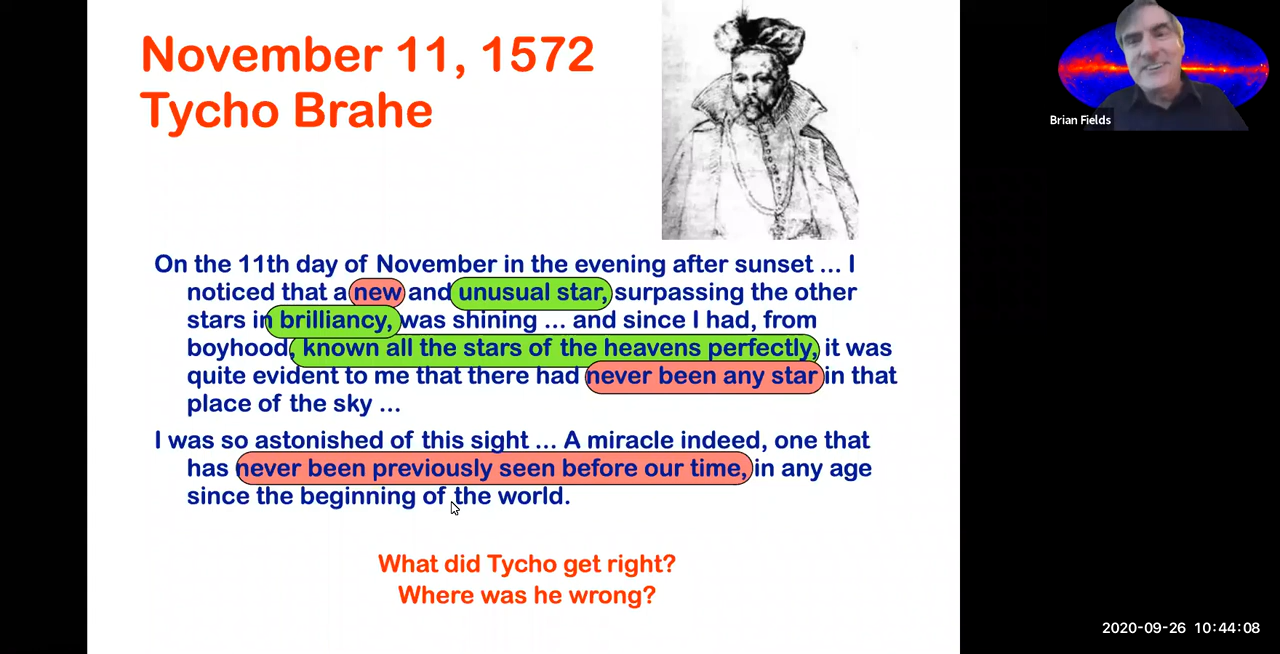 November 11, 1572
Tycho Brahe
Brian Fields
On the 11th day of November in the evening after sunset ... I
noticed that a new and unusual star, surpassing the other
stars in brilliancy, was shining ... and since I had, from
boyhood, known all the stars of the heavens perfectly, it was
quite evident to me that there had never been any star in that
place of the sky ...
I was so astonished of this sight ... A miracle indeed, one that
has never been previously seen before our time, in any age
since the beginning of the world.
What did Tycho get right?
Where was he wrong?
2020-09-26 10:44:08